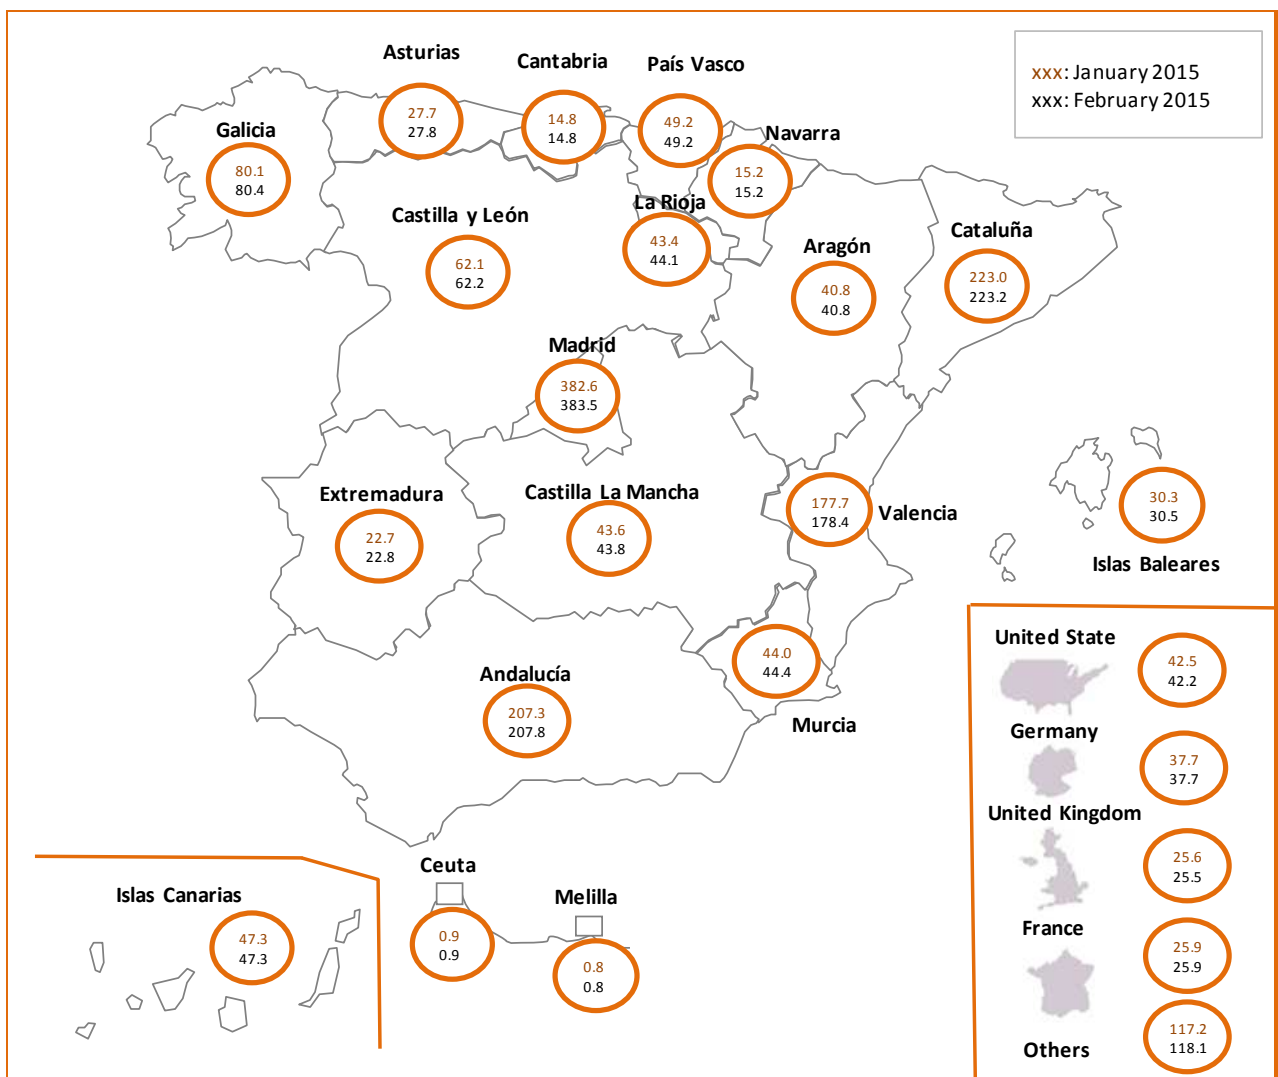 xxx: January 2015
xxx: February 2015
Asturias
27.7
27.8
Cantabria
14.8
14.8
País Vasco
49.2
49.2
Navarra
15.2
15.2
Galicia
80.1
80.4
Castilla y León
62.1
62.2
La Rioja
43.4
44.1
Aragón
40.8
40.8
Cataluña
223.0
223.2
Madrid
382.6
383.5
Extremadura
22.7
22.8
Castilla La Mancha
43.6
43.8
177.7
178.4
Valencia
30.3
30.5
Islas Baleares
Andalucía
207.3
207.8
44.0
44.4
Murcia
United State
42.5
42.2
Germany
37.7
37.7
United Kingdom
25.6
25.5
France
25.9
25.9
Others
117.2
118.1
Islas Canarias
47.3
47.3
Ceuta
0.9
0.9
Melilla
0.8
0.8